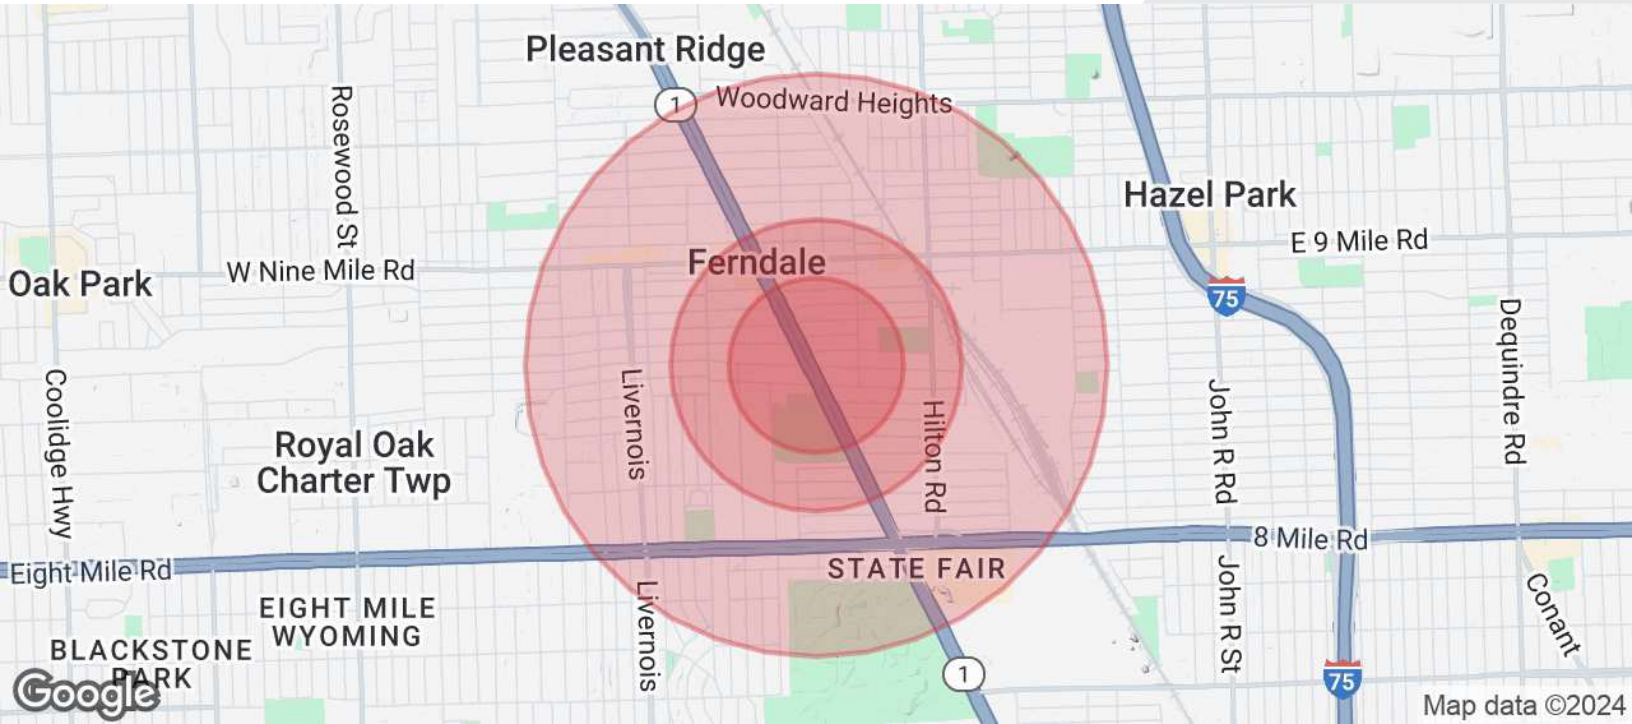 Pleasant Ridge
1
Woodward Heights
Rosewood St
Hazel Park
E 9 Mile Rd
Ferndale
W Nine Mile Rd
Oak Park
75
Dequindre Rd
Coolidge Hwy
Livernois
John R Rd
Hilton Rd
Royal Oak
Charter Twp
8 Mile Rd
Eight Mile Rd
STATE FAIR
John R St
Livernois
Conant
EIGHT MILE
WYOMING
BLACKSTONE
PARK
1
75
Google
Map data ©2024